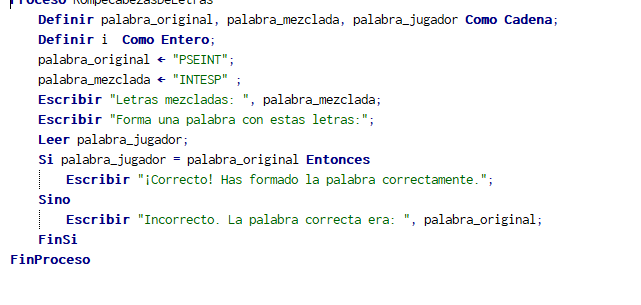 Proceso RompecabezasDeLetras
Definir palabra_original, palabra_mezclada, palabra_jugador Como Cadena;
Definir i  Como Entero;
palabra_original ← "PSEINT";
palabra_mezclada ← "INTESP" ;
Escribir "Letras mezcladas: ", palabra_mezclada;
Escribir "Forma una palabra con estas letras:";
Leer palabra_jugador;
Si palabra_jugador = palabra_original Entonces
Escribir "¡Correcto! Has formado la palabra correctamente.";
Sino
Escribir "Incorrecto. La palabra correcta era: ", palabra_original;
FinSi
FinProceso